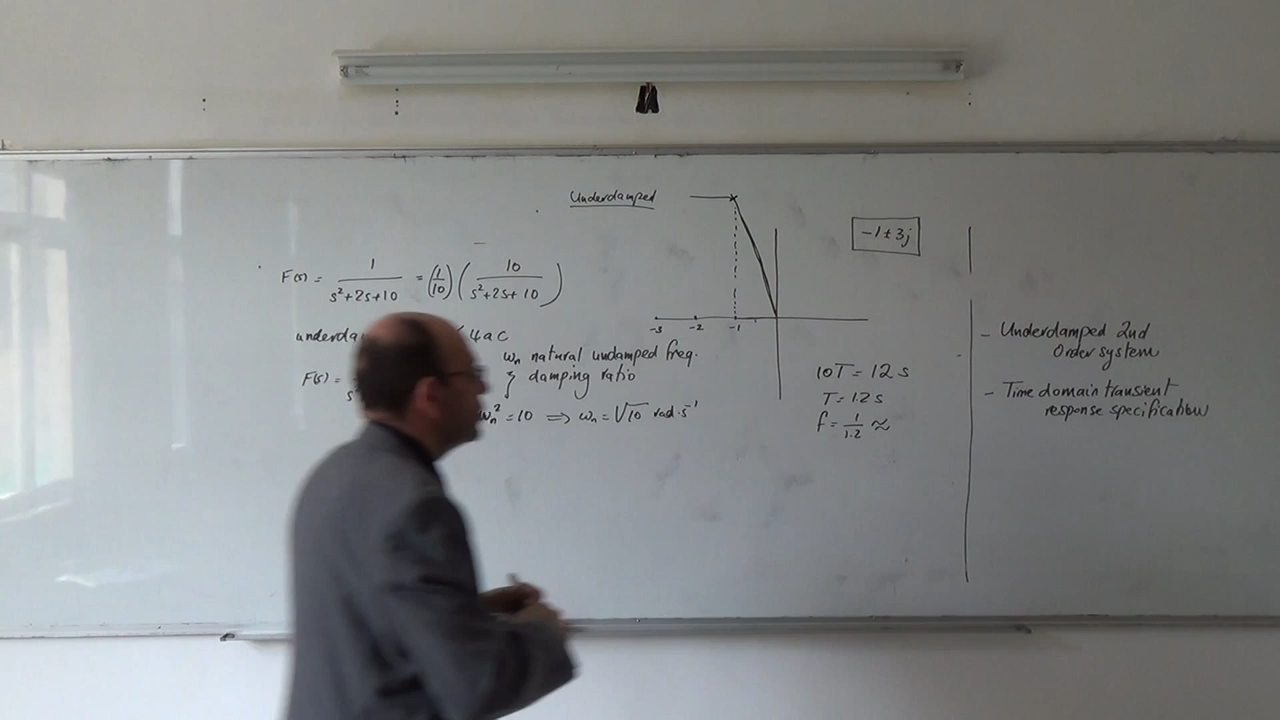 Underdamped
-1 ± 3j
F(s) = 1/(s²+2s+10) = (1/10) (10/(s²+2s+10))
underda 4ac
ωn natural undamped freq.
F(s) =
s
} damping ratio
ωn² = 10 ⟹ ωn = √10 rad·s⁻¹
-3 -2 -1
10T = 12 s
T = 1.2 s
f = 1/1.2 ≈
- Underdamped 2nd
Order system
- Time domain transient
response specification